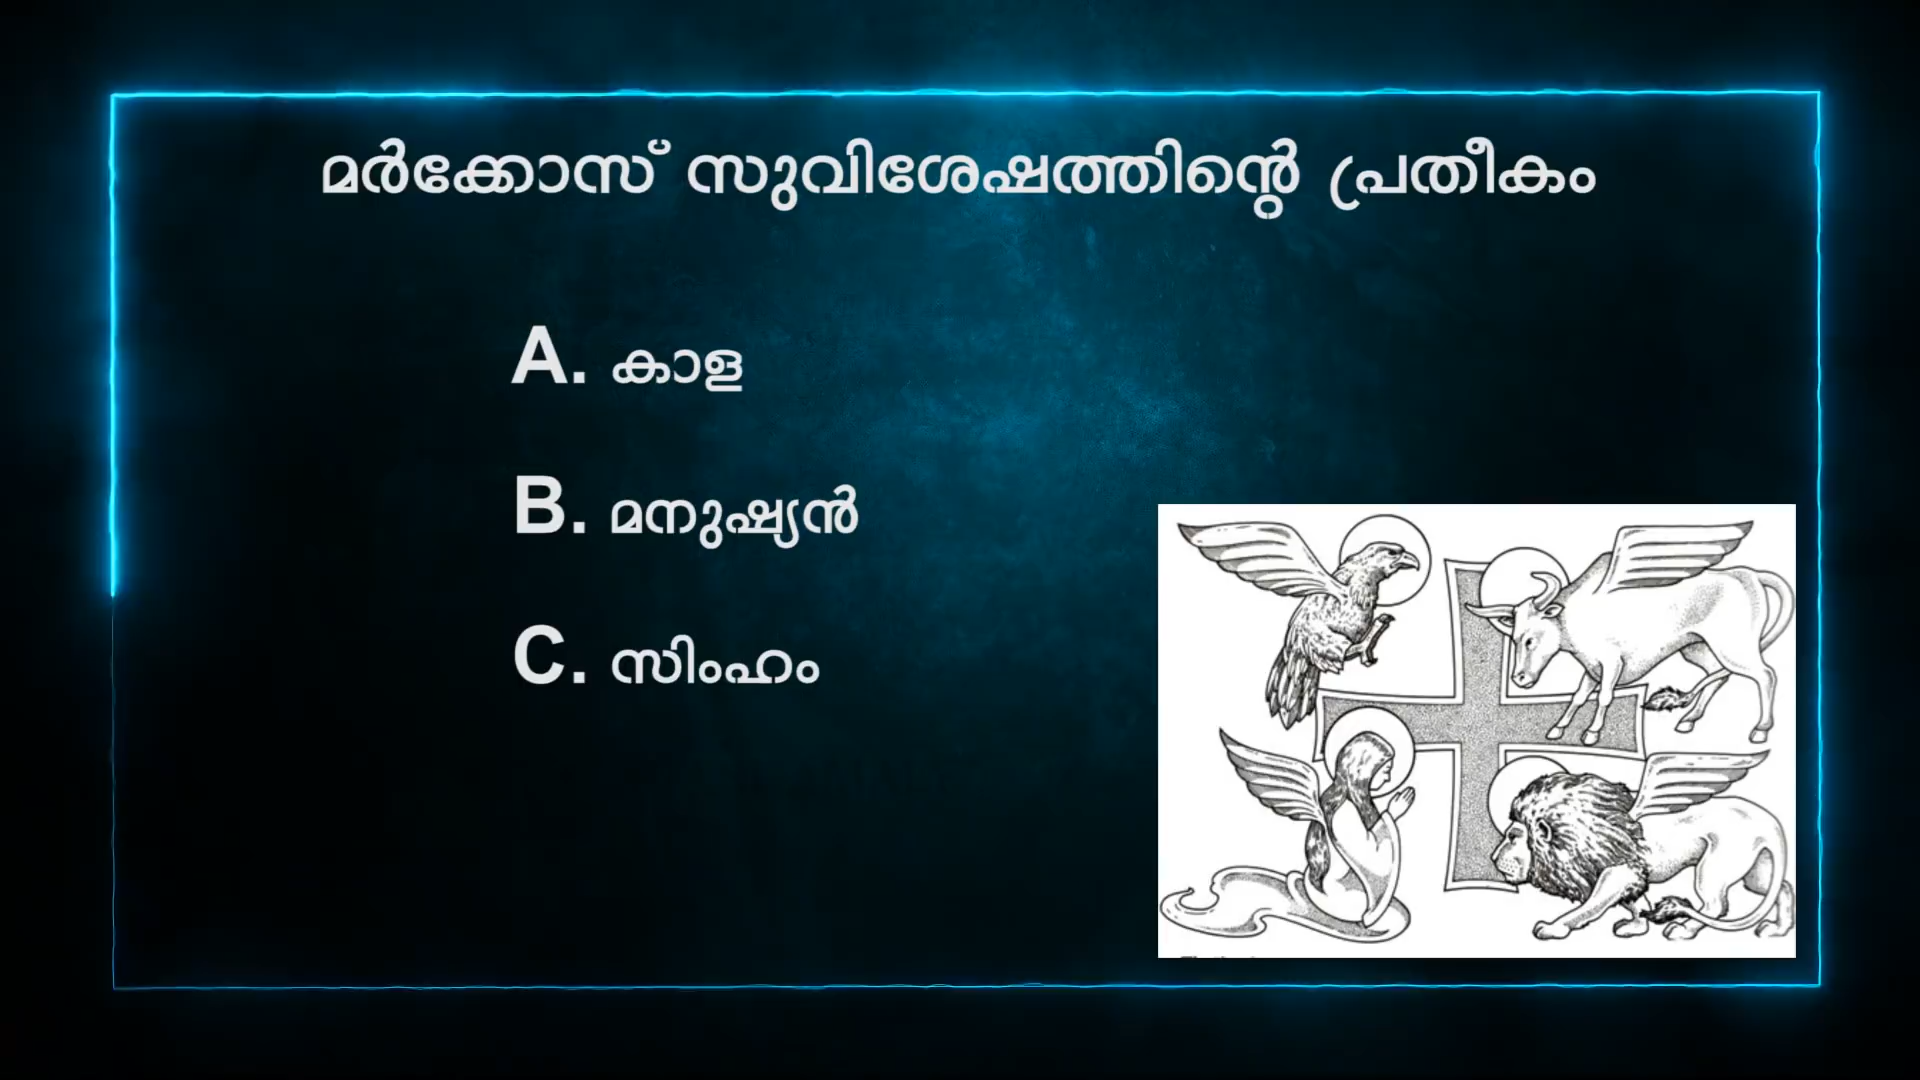 മർക്കോസ് സുവിശേഷത്തിന്റെ പ്രതീകം
A. കാള
B. മനുഷ്യൻ
C. സിംഹം